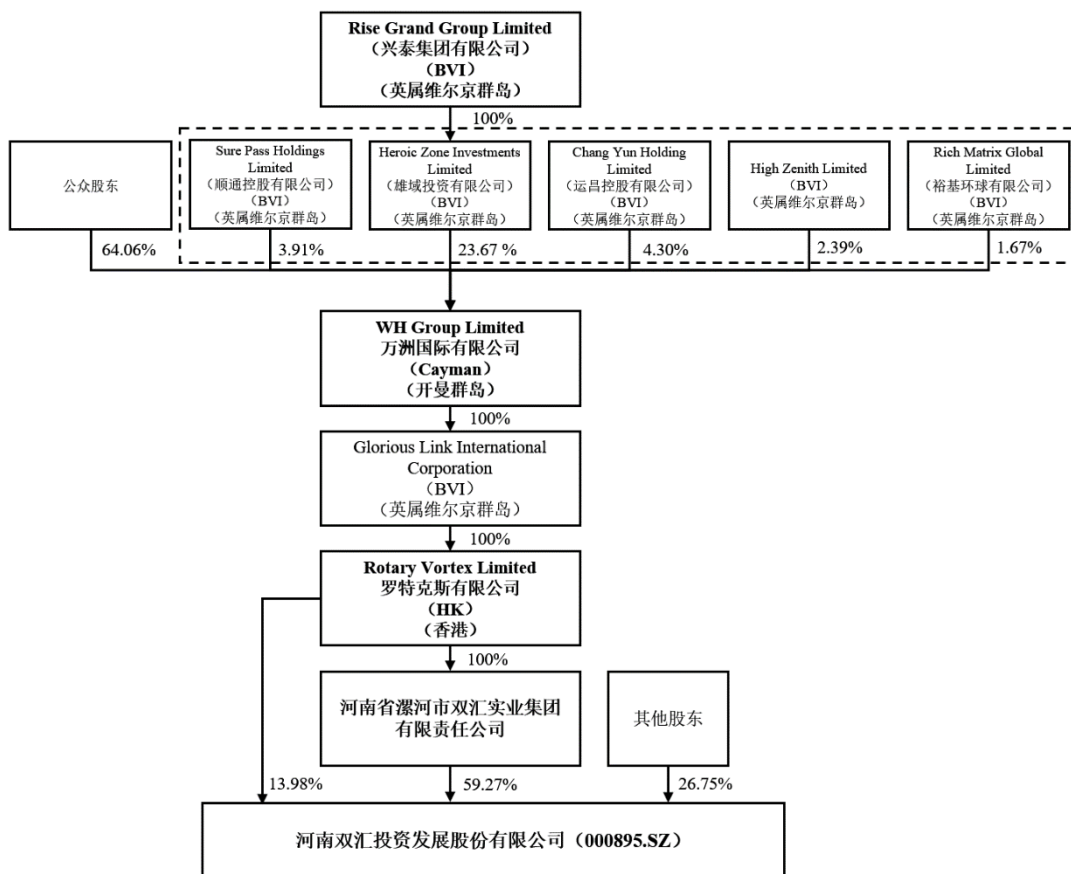 Rise Grand Group Limited
（兴泰集团有限公司）
（BVI）
（英属维尔京群岛）
100%
公众股东
Sure Pass Holdings
Limited
（顺通控股有限公司）
（BVI）
（英属维尔京群岛）
Heroic Zone Investments
Limited
（雄域投资有限公司）
（BVI）
（英属维尔京群岛）
Chang Yun Holding
Limited
（运昌控股有限公司）
（BVI）
（英属维尔京群岛）
High Zenith Limited
（BVI）
（英属维尔京群岛）
Rich Matrix Global
Limited
（裕基环球有限公司）
（BVI）
（英属维尔京群岛）
64.06%
3.91%
23.67 %
4.30%
2.39%
1.67%
WH Group Limited
万洲国际有限公司
（Cayman）
（开曼群岛）
100%
Glorious Link International
Corporation
（BVI）
（英属维尔京群岛）
100%
Rotary Vortex Limited
罗特克斯有限公司
（HK）
（香港）
100%
河南省漯河市双汇实业集团
有限责任公司
其他股东
13.98%
59.27%
26.75%
河南双汇投资发展股份有限公司（000895.SZ）